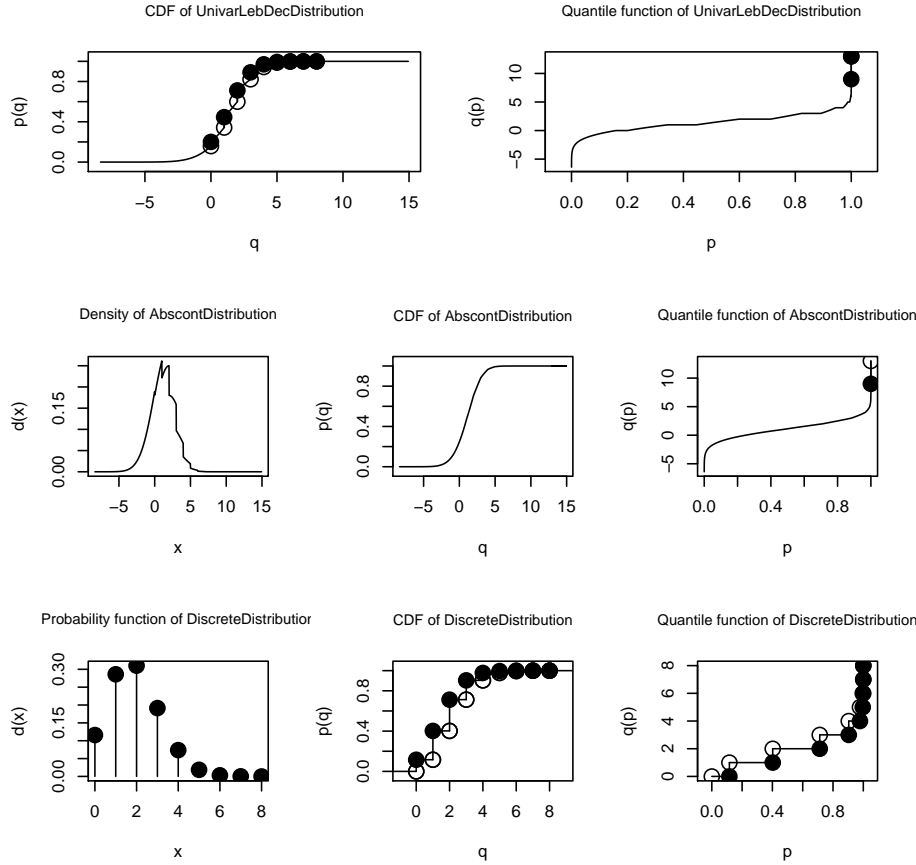 CDF of UnivarLebDecDistribution
p(q)
0.0 0.4 0.8
−5 0 5 10 15
q
Quantile function of UnivarLebDecDistribution
q(p)
−5 0 5 10
0.0 0.2 0.4 0.6 0.8 1.0
p
Density of AbscontDistribution
d(x)
0.00 0.15
−5 0 5 10 15
x
CDF of AbscontDistribution
p(q)
0.0 0.4 0.8
−5 0 5 10 15
q
Quantile function of AbscontDistribution
q(p)
−5 0 5 10
0.0 0.4 0.8
p
Probability function of DiscreteDistribution
d(x)
0.00 0.15 0.30
0 2 4 6 8
x
CDF of DiscreteDistribution
p(q)
0.0 0.4 0.8
0 2 4 6 8
q
Quantile function of DiscreteDistribution
q(p)
0 2 4 6 8
0.0 0.4 0.8
p